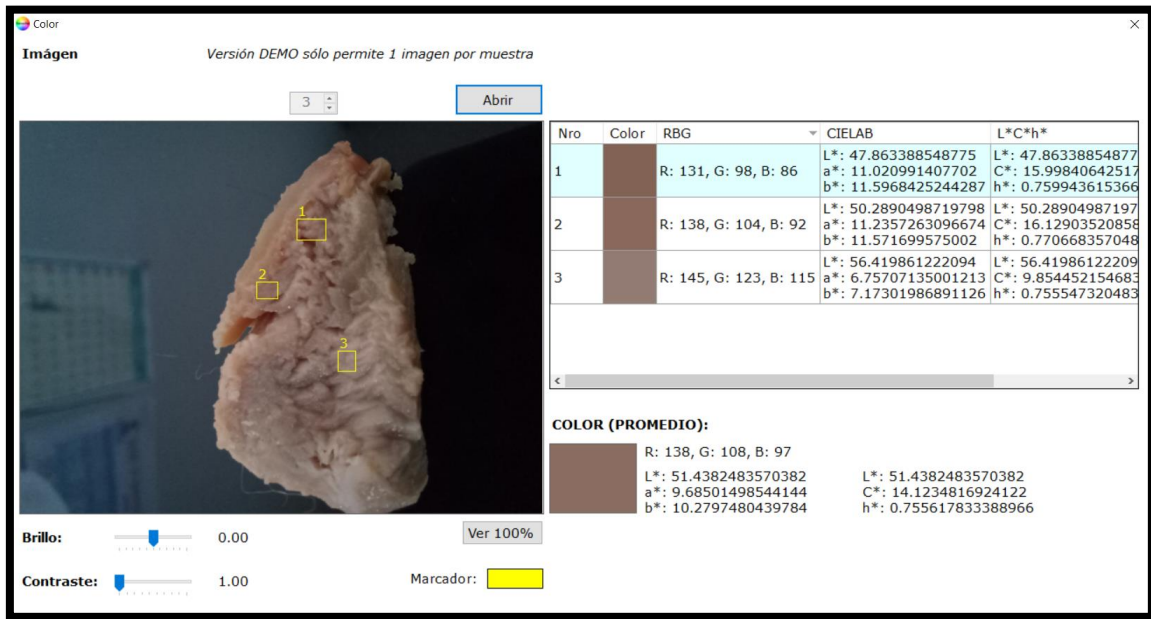 Color
Imágen
Versión DEMO sólo permite 1 imagen por muestra
3
Abrir
1
2
3
Nro Color RBG CIELAB L*C*h*
1 R: 131, G: 98, B: 86
L*: 47.863388548775 L*: 47.86338854877
a*: 11.020991407702 C*: 15.99840642517
b*: 11.5968425244287 h*: 0.759943615366
2 R: 138, G: 104, B: 92
L*: 50.2890498719798 L*: 50.28904987197
a*: 11.2357263096674 C*: 16.12903520858
b*: 11.571699575002 h*: 0.770668357048
3 R: 145, G: 123, B: 115
L*: 56.419861222094 L*: 56.41986122209
a*: 6.75707135001213 C*: 9.854452154683
b*: 7.17301986891126 h*: 0.755547320483
COLOR (PROMEDIO):
R: 138, G: 108, B: 97
L*: 51.4382483570382 L*: 51.4382483570382
a*: 9.68501498544144 C*: 14.1234816924122
b*: 10.2797480439784 h*: 0.755617833388966
Brillo: 0.00
Ver 100%
Contraste: 1.00
Marcador: